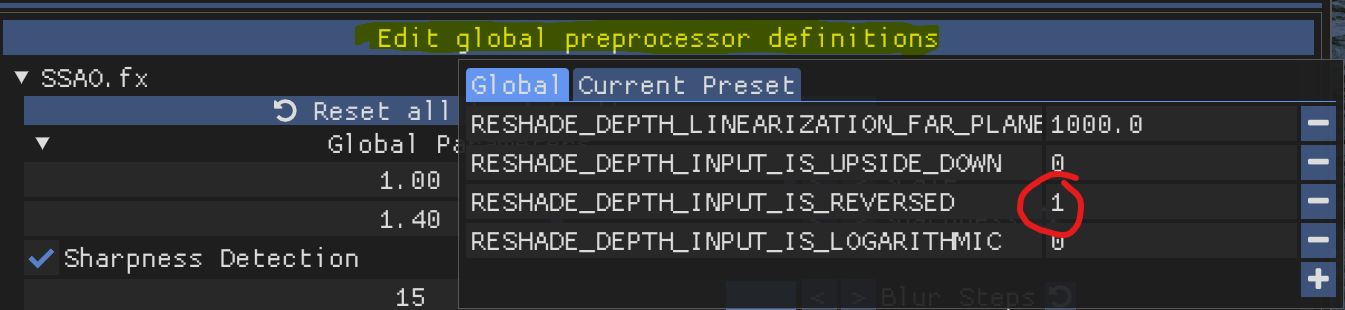 Edit global preprocessor definitions
SSAO.fx
Reset all
Global Pa
1.00
1.40
Sharpness Detection
15
Global Current Preset
RESHADE_DEPTH_LINEARIZATION_FAR_PLANE 1000.0
RESHADE_DEPTH_INPUT_IS_UPSIDE_DOWN 0
RESHADE_DEPTH_INPUT_IS_REVERSED 1
RESHADE_DEPTH_INPUT_IS_LOGARITHMIC 0
< > Blur Steps